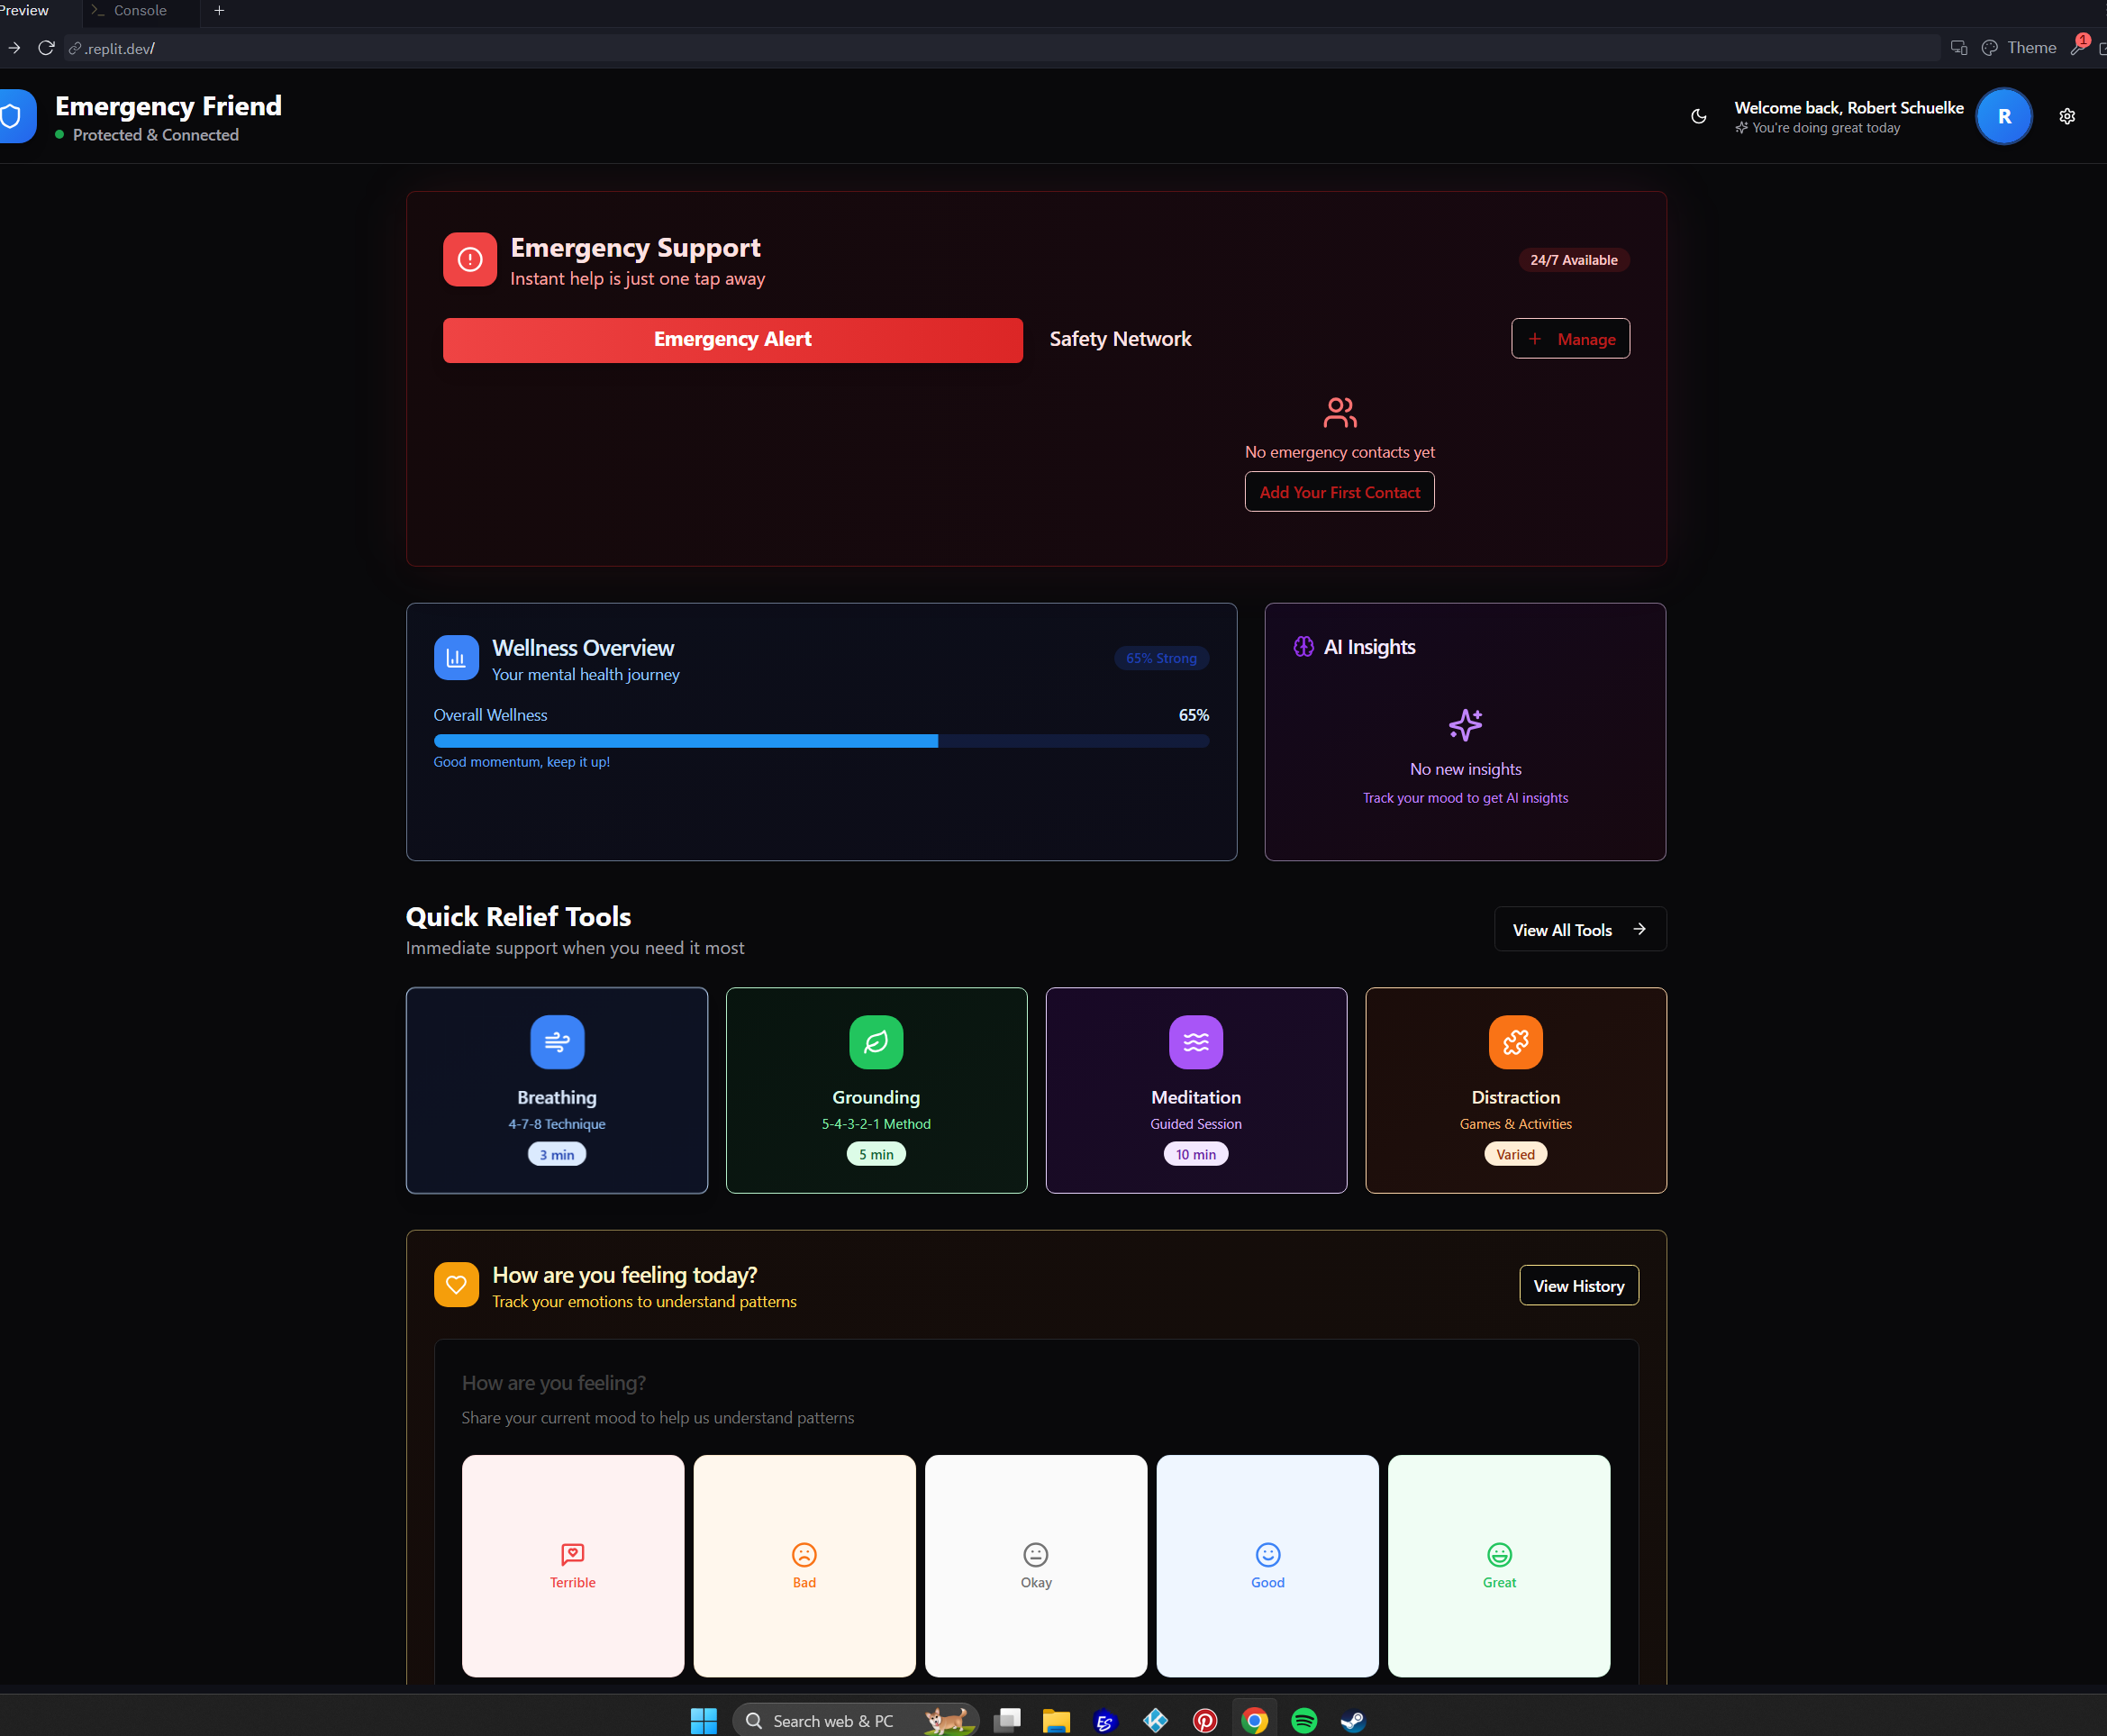 Preview
Console
.replit.dev/
Theme
1
Emergency Friend
Protected & Connected
Welcome back, Robert Schuelke
You're doing great today
R
Emergency Support
Instant help is just one tap away
24/7 Available
Emergency Alert
Safety Network
Manage
No emergency contacts yet
Add Your First Contact
Wellness Overview
Your mental health journey
65% Strong
Overall Wellness
65%
Good momentum, keep it up!
AI Insights
No new insights
Track your mood to get AI insights
Quick Relief Tools
Immediate support when you need it most
View All Tools
Breathing
4-7-8 Technique
3 min
Grounding
5-4-3-2-1 Method
5 min
Meditation
Guided Session
10 min
Distraction
Games & Activities
Varied
How are you feeling today?
Track your emotions to understand patterns
View History
How are you feeling?
Share your current mood to help us understand patterns
Terrible
Bad
Okay
Good
Great
Search web & PC
ES